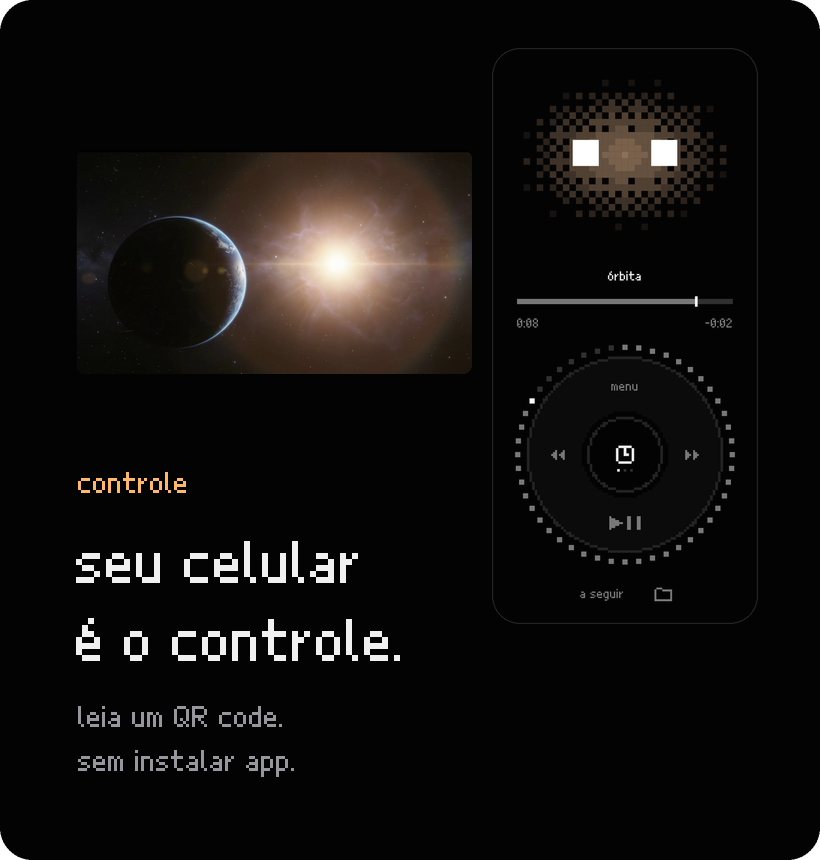 órbita
0:08
-0:02
menu
a seguir
controle
seu celular
é o controle.
leia um QR code.
sem instalar app.